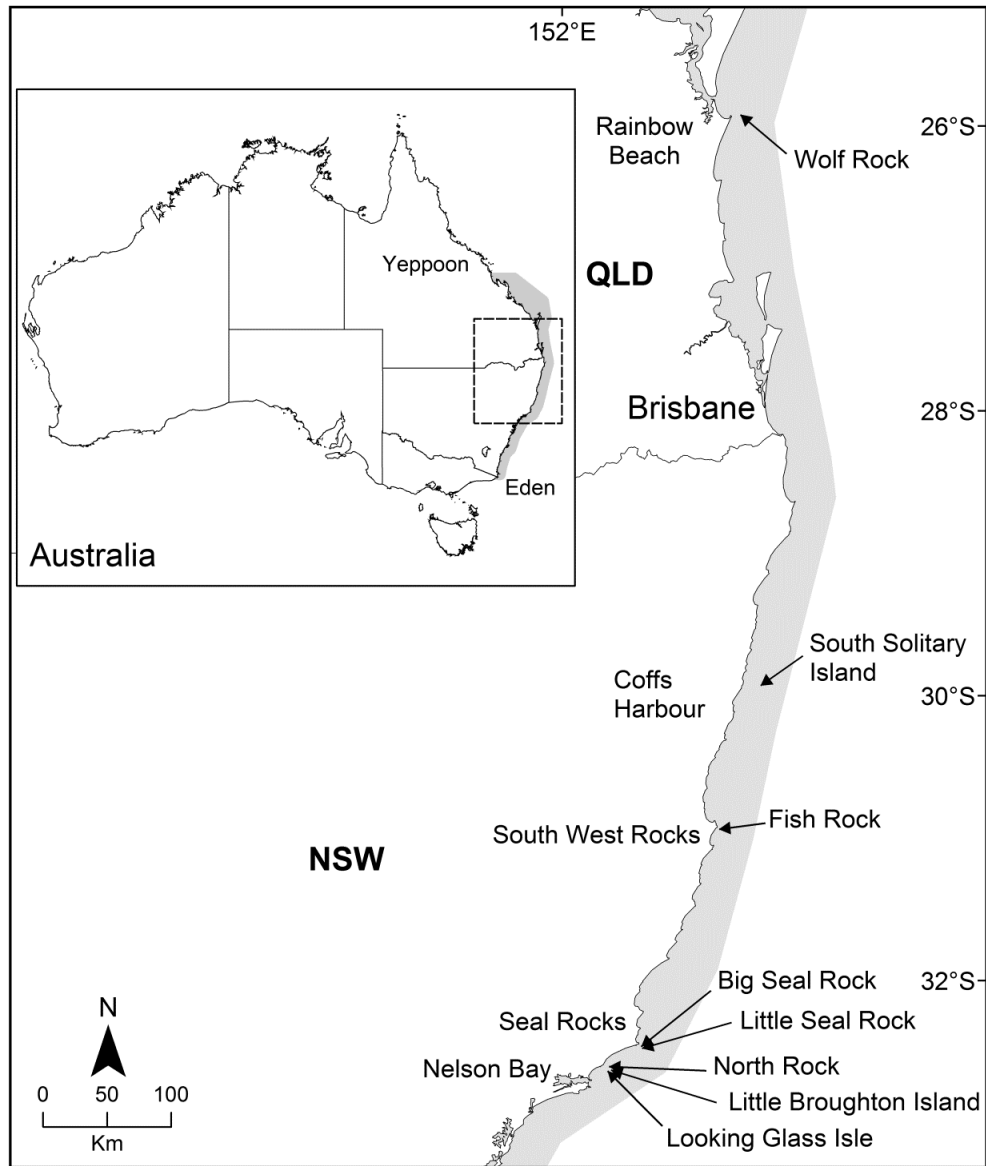 152°E
Rainbow
Beach
26°S
Wolf Rock
Yeppoon
QLD
Brisbane
28°S
Eden
Australia
South Solitary
Island
Coffs
Harbour
30°S
Fish Rock
South West Rocks
NSW
Big Seal Rock
32°S
Seal Rocks
Little Seal Rock
N
Nelson Bay
North Rock
0 50 100
Little Broughton Island
Km
Looking Glass Isle